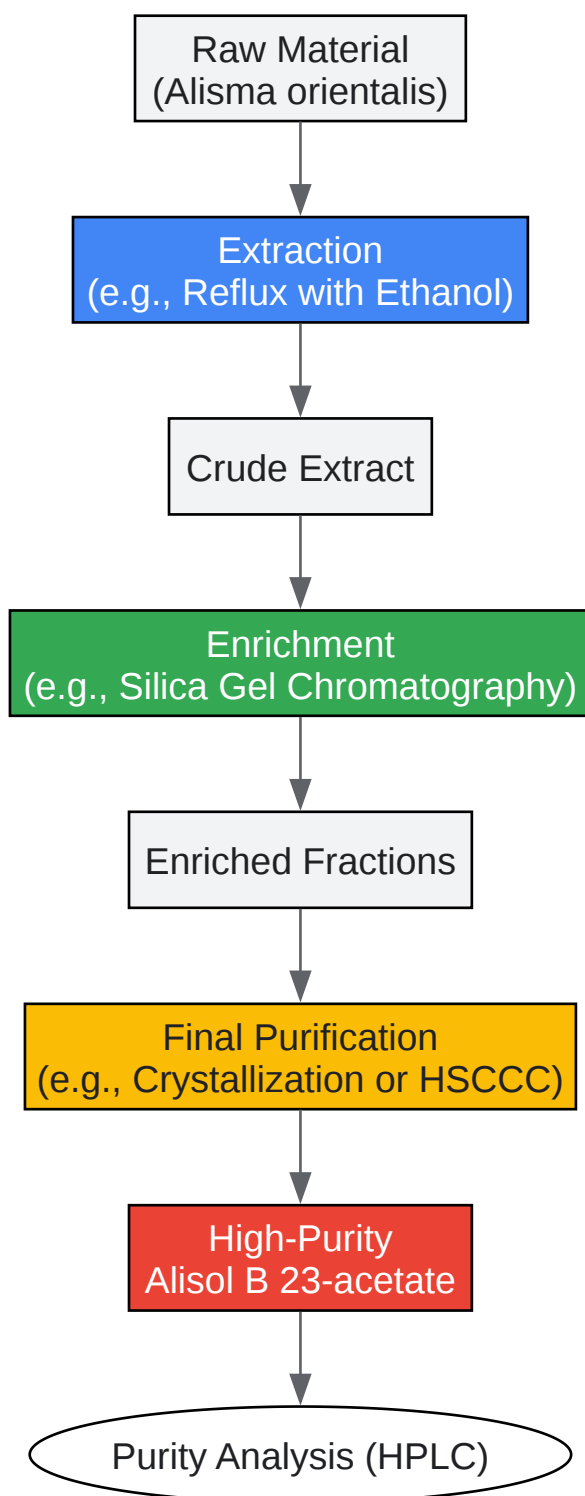 Raw Material
(Alisma orientalis)
Extraction
(e.g., Reflux with Ethanol)
Crude Extract
Enrichment
(e.g., Silica Gel Chromatography)
Enriched Fractions
Final Purification
(e.g., Crystallization or HSCCC)
High-Purity
Alisol B 23-acetate
Purity Analysis (HPLC)